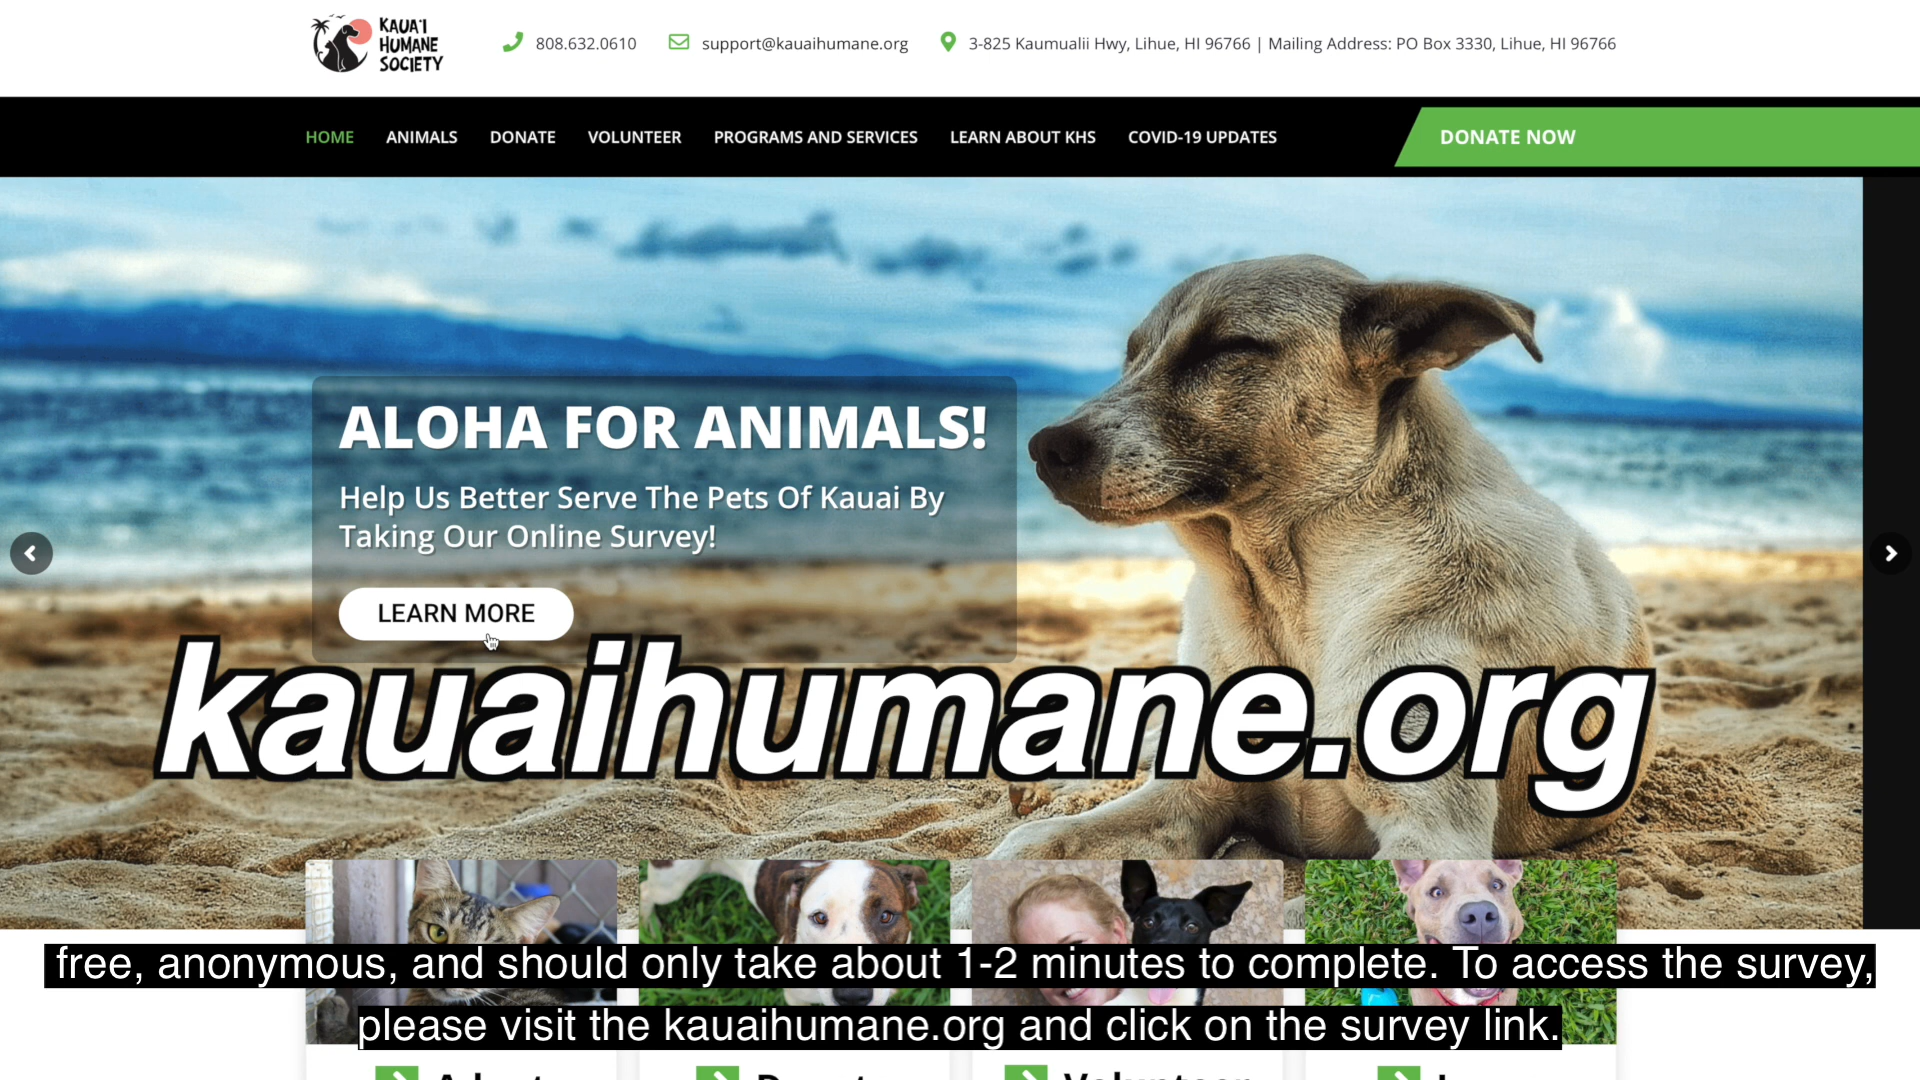 KAUA'I
HUMANE
SOCIETY
808.632.0610
support@kauaihumane.org
3-825 Kaumualii Hwy, Lihue, HI 96766 | Mailing Address: PO Box 3330, Lihue, HI 96766
HOME
ANIMALS
DONATE
VOLUNTEER
PROGRAMS AND SERVICES
LEARN ABOUT KHS
COVID-19 UPDATES
DONATE NOW
ALOHA FOR ANIMALS!
Help Us Better Serve The Pets Of Kauai By
Taking Our Online Survey!
LEARN MORE
kauaihumane.org
free, anonymous, and should only take about 1-2 minutes to complete. To access the survey,
please visit the kauaihumane.org and click on the survey link.
Volunteer